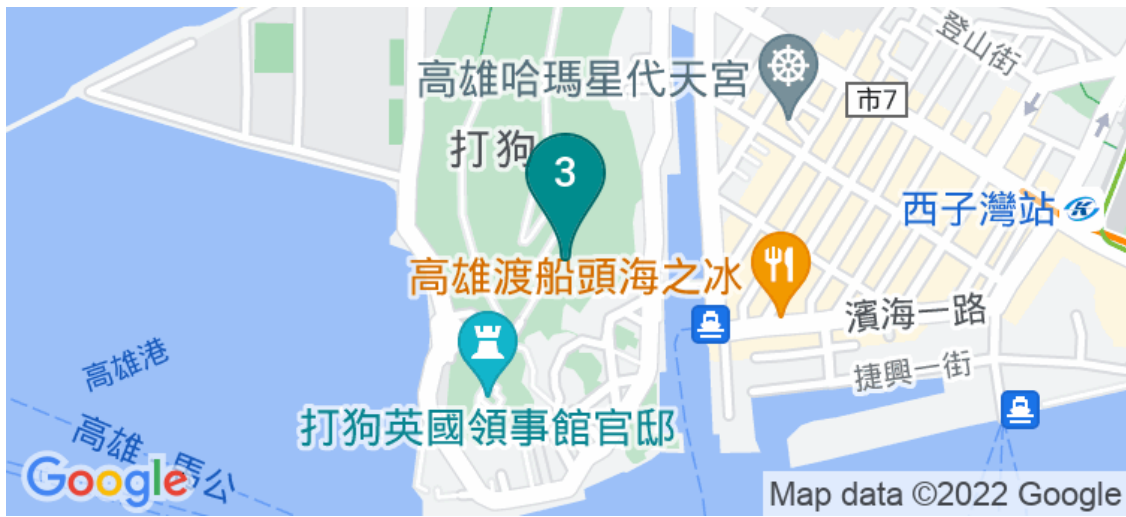 登山街
高雄哈瑪星代天宮
市7
打狗
3
西子灣站
高雄渡船頭海之冰
濱海一路
高雄港
捷興一街
打狗英國領事館官邸
高雄 馬公
Google
Map data ©2022 Google